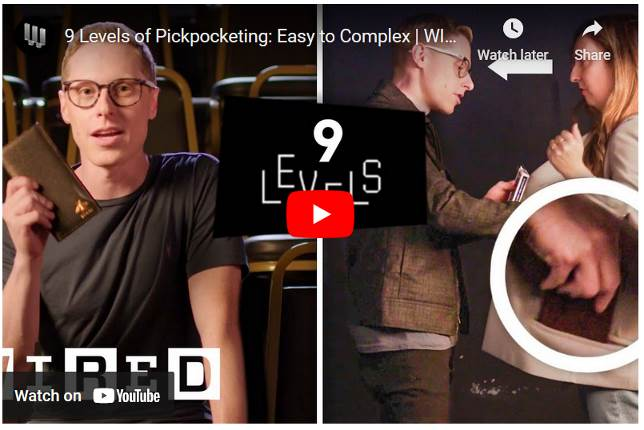 9 Levels of Pickpocketing: Easy to Complex | WI...
Watch later
Share
9
LEVELS
WIRED
Watch on YouTube